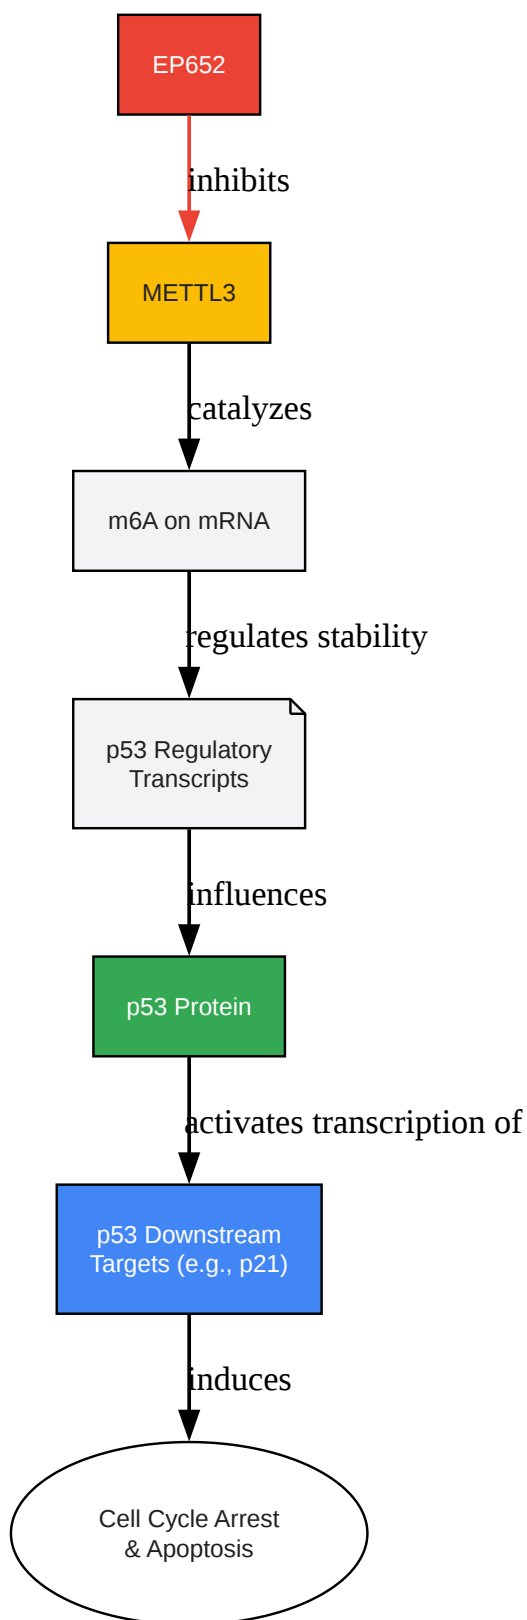 EP652
inhibits
METTL3
catalyzes
m6A on mRNA
regulates stability
p53 Regulatory
Transcripts
influences
p53 Protein
activates transcription of
p53 Downstream
Targets (e.g., p21)
induces
Cell Cycle Arrest
& Apoptosis